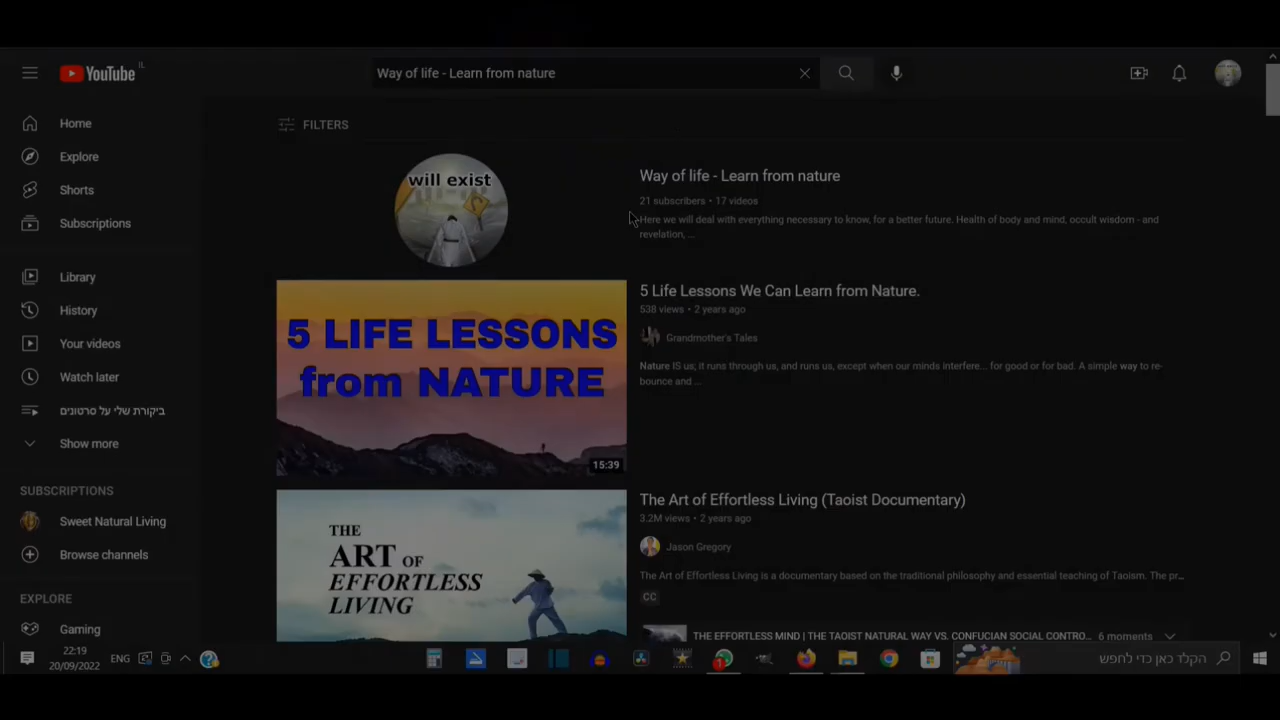 YouTube IL
Way of life - Learn from nature
Home
Explore
Shorts
Subscriptions
Library
History
Your videos
Watch later
ביקורת שלי על סרטונים
Show more
SUBSCRIPTIONS
Sweet Natural Living
Browse channels
EXPLORE
Gaming
FILTERS
will exist
Way of life - Learn from nature
21 subscribers • 17 videos
Here we will deal with everything necessary to know, for a better future. Health of body and mind, occult wisdom - and
revelation, ...
5 LIFE LESSONS
from NATURE
15:39
5 Life Lessons We Can Learn from Nature.
538 views • 2 years ago
Grandmother's Tales
Nature IS us; it runs through us, and runs us, except when our minds interfere... for good or for bad. A simple way to re-
bounce and ...
THE
ART OF
EFFORTLESS
LIVING
The Art of Effortless Living (Taoist Documentary)
3.2M views • 2 years ago
Jason Gregory
The Art of Effortless Living is a documentary based on the traditional philosophy and essential teaching of Taoism. The pr...
CC
THE EFFORTLESS MIND | THE TAOIST NATURAL WAY VS. CONFUCIAN SOCIAL CONTRO... 6 moments
22:19
20/09/2022
ENG
1
הקלד כאן כדי לחפש